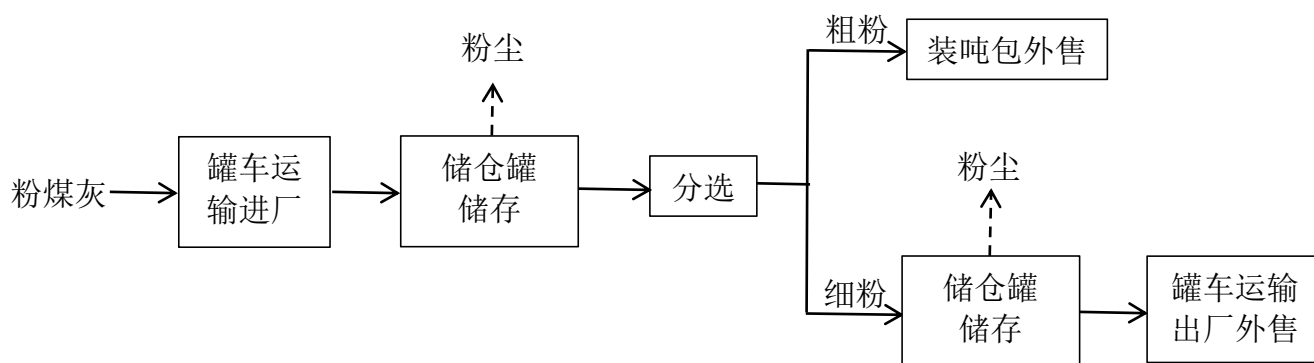 粗粉
装吨包外售
粉尘
粉煤灰
罐车运
输进厂
储仓罐
储存
分选
粉尘
细粉
储仓罐
储存
罐车运输
出厂外售